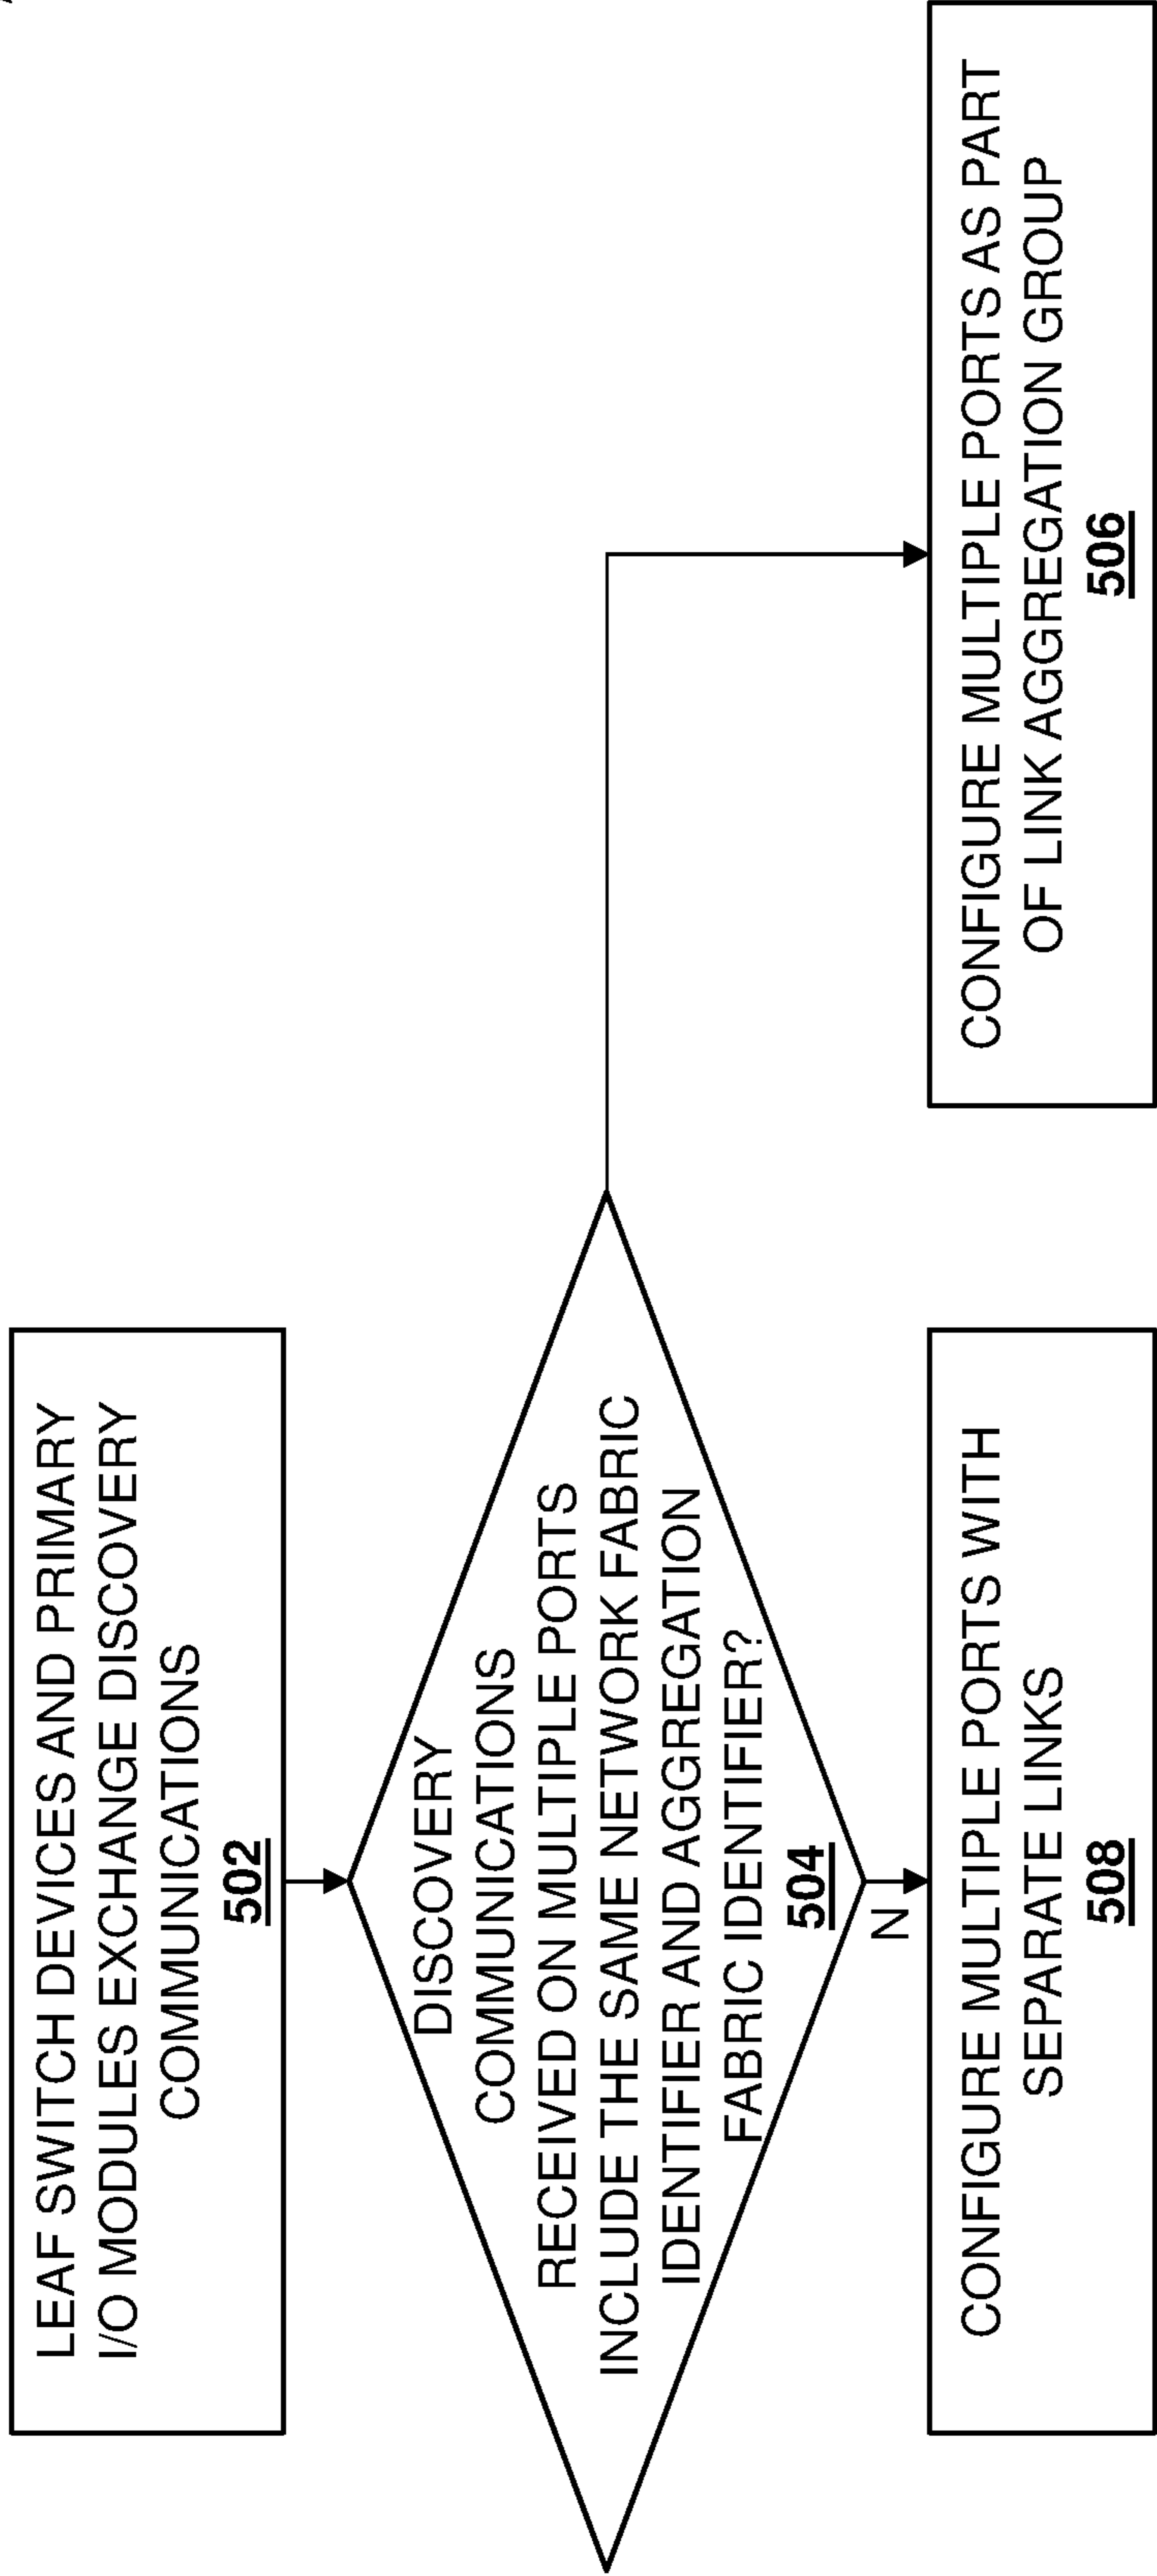 LEAF SWITCH DEVICES AND PRIMARY
I/O MODULES EXCHANGE DISCOVERY
COMMUNICATIONS
502
DISCOVERY
COMMUNICATIONS
RECEIVED ON MULTIPLE PORTS
INCLUDE THE SAME NETWORK FABRIC
IDENTIFIER AND AGGREGATION
FABRIC IDENTIFIER?
504
N
CONFIGURE MULTIPLE PORTS WITH
SEPARATE LINKS
508
CONFIGURE MULTIPLE PORTS AS PART
OF LINK AGGREGATION GROUP
506